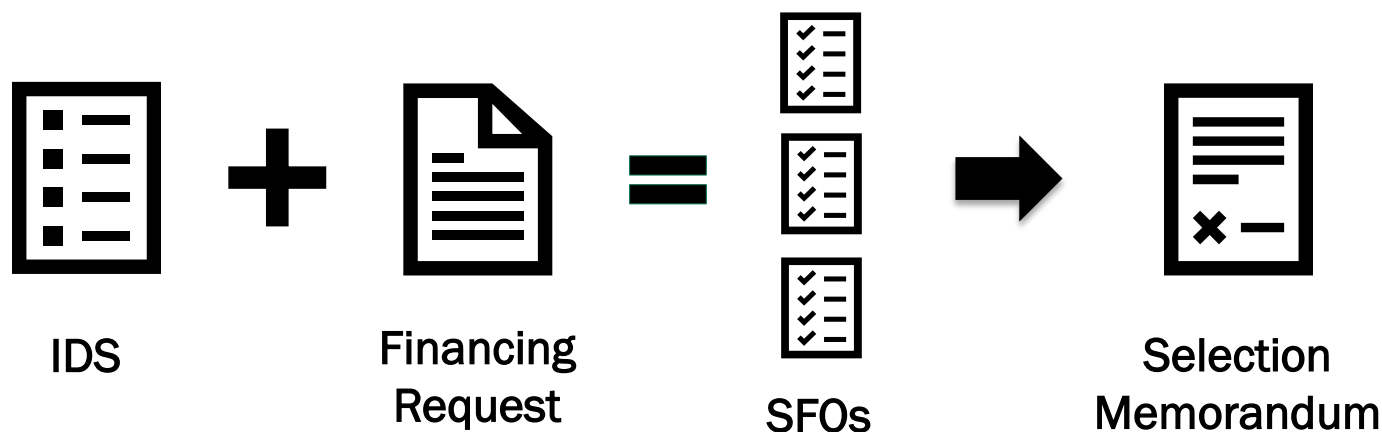 IDS
Financing
Request
SFOs
Selection
Memorandum